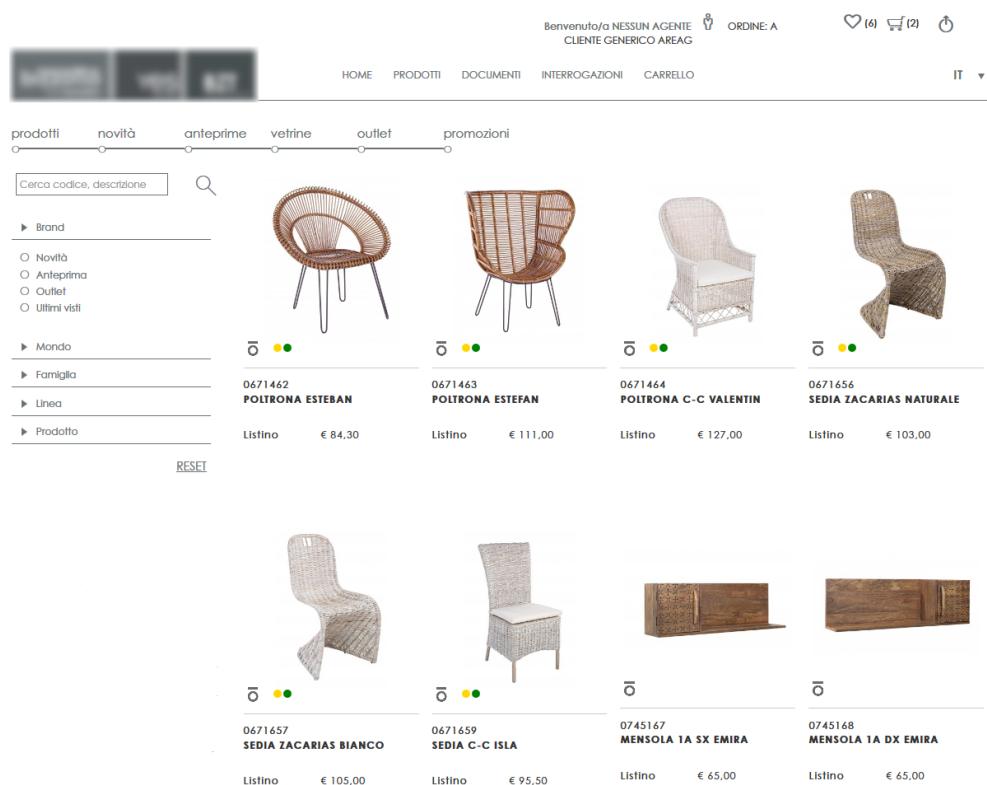 Benvenuto/a NESSUN AGENTE
CLIENTE GENERICO AREAG
ORDINE: A
(6)
(2)
HOME PRODOTTI DOCUMENTI INTERROGAZIONI CARRELLO
IT
prodotti novità anteprime vetrine outlet promozioni
Cerca codice, descrizione
Brand
Novità
Anteprima
Outlet
Ultimi visti
Mondo
Famiglia
Linea
Prodotto
RESET
0671462
POLTRONA ESTEBAN
Listino € 84,30
0671463
POLTRONA ESTEFAN
Listino € 111,00
0671464
POLTRONA C-C VALENTIN
Listino € 127,00
0671656
SEDIA ZACARIAS NATURALE
Listino € 103,00
0671657
SEDIA ZACARIAS BIANCO
Listino € 105,00
0671659
SEDIA C-C ISLA
Listino € 95,50
0745167
MENSOLA 1A SX EMIRA
Listino € 65,00
0745168
MENSOLA 1A DX EMIRA
Listino € 65,00